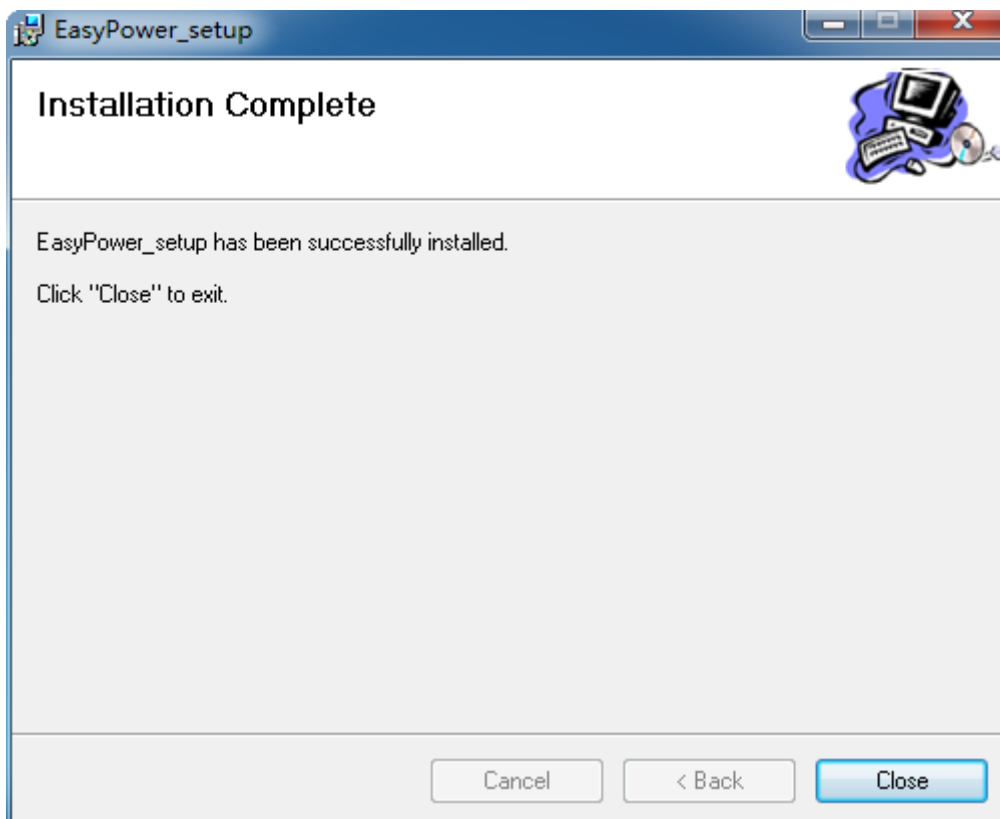 EasyPower_setup
Installation Complete
EasyPower_setup has been successfully installed.
Click "Close" to exit.
Cancel
< Back
Close